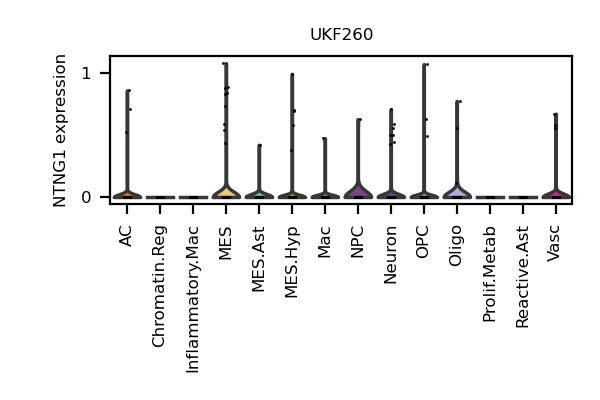 UKF260
NTNG1 expression
1
0
AC
Chromatin.Reg
Inflammatory.Mac
MES
MES.Ast
MES.Hyp
Mac
NPC
Neuron
OPC
Oligo
Prolif.Metab
Reactive.Ast
Vasc